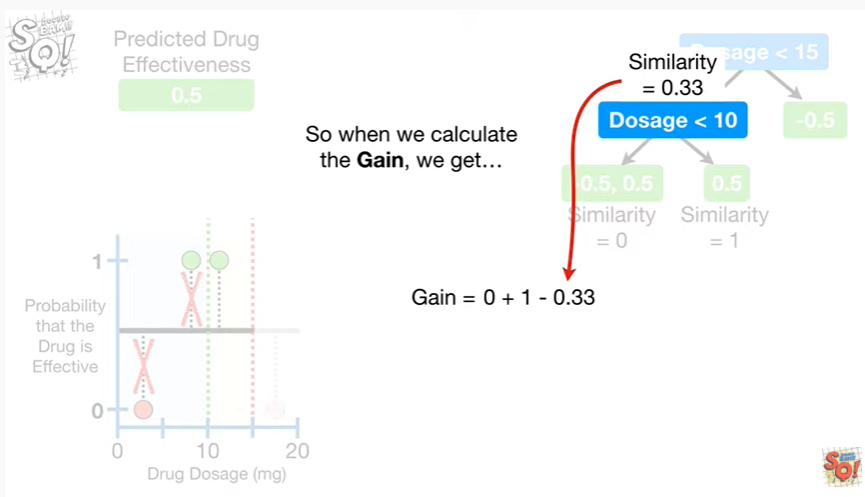 Predicted Drug
Effectiveness
0.5
So when we calculate
the Gain, we get...
Similarity
= 0.33
Dosage < 15
Dosage < 10
-0.5
-0.5, 0.5
0.5
Similarity
= 0
Similarity
= 1
Gain = 0 + 1 - 0.33
Probability
that the
Drug is
Effective
1
0
0
10
20
Drug Dosage (mg)
SQ!